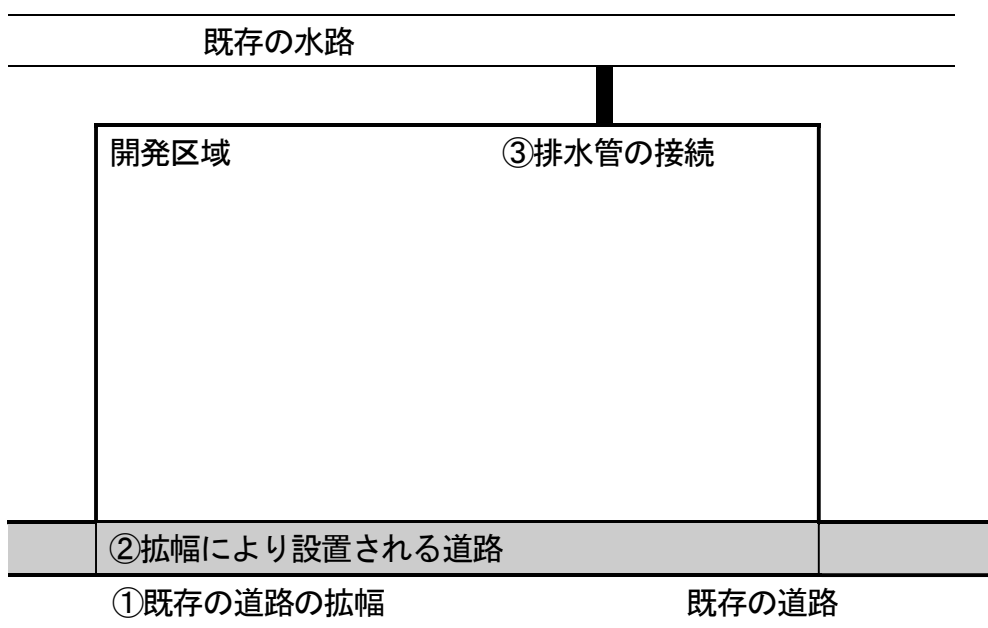 既存の水路
開発区域
③排水管の接続
②拡幅により設置される道路
①既存の道路の拡幅
既存の道路